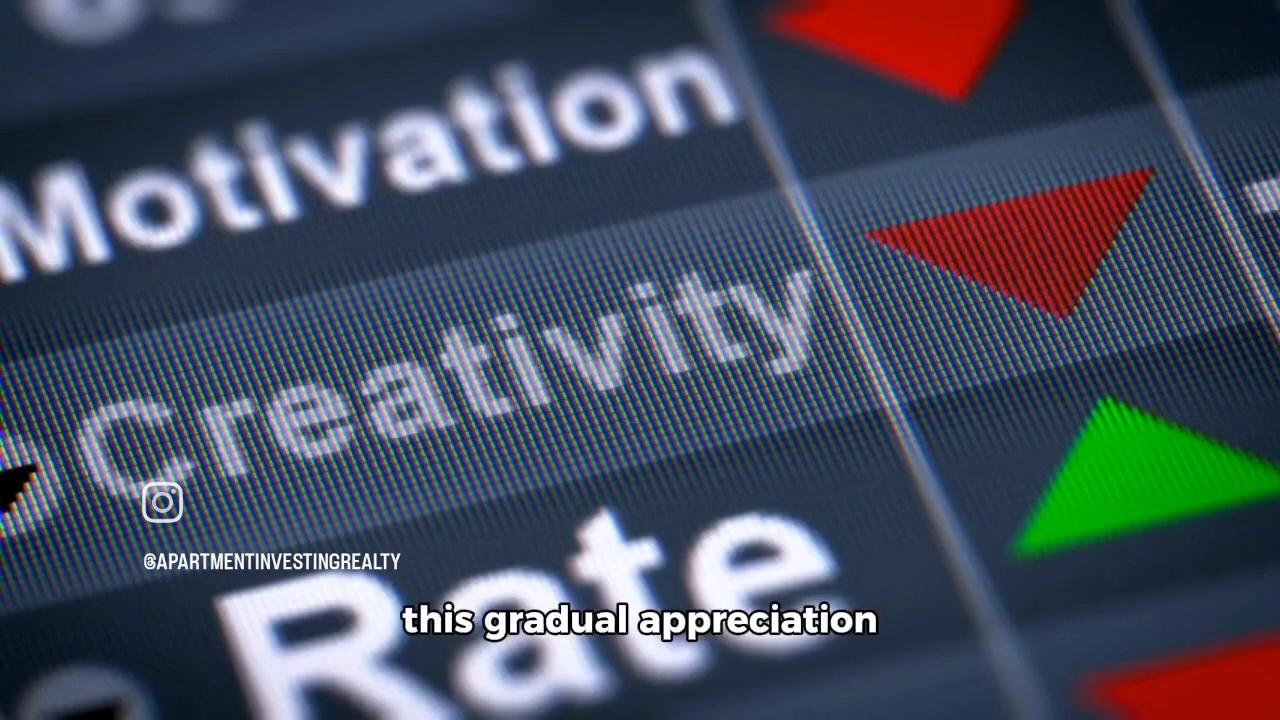 Motivation
Creativity
@APARTMENTINVESTINGREALTY
Rate
this gradual appreciation